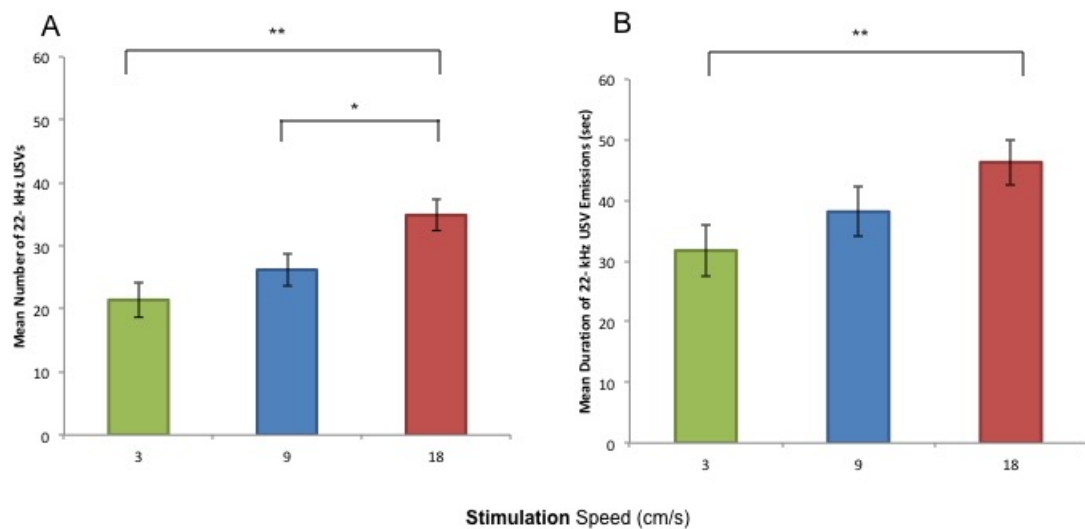 A
**
*
Mean Number of 22- kHz USVs
60
50
40
30
20
10
0
3 9 18
B
**
Mean Duration of 22- kHz USV Emissions (sec)
60
50
40
30
20
10
0
3 9 18
Stimulation Speed (cm/s)